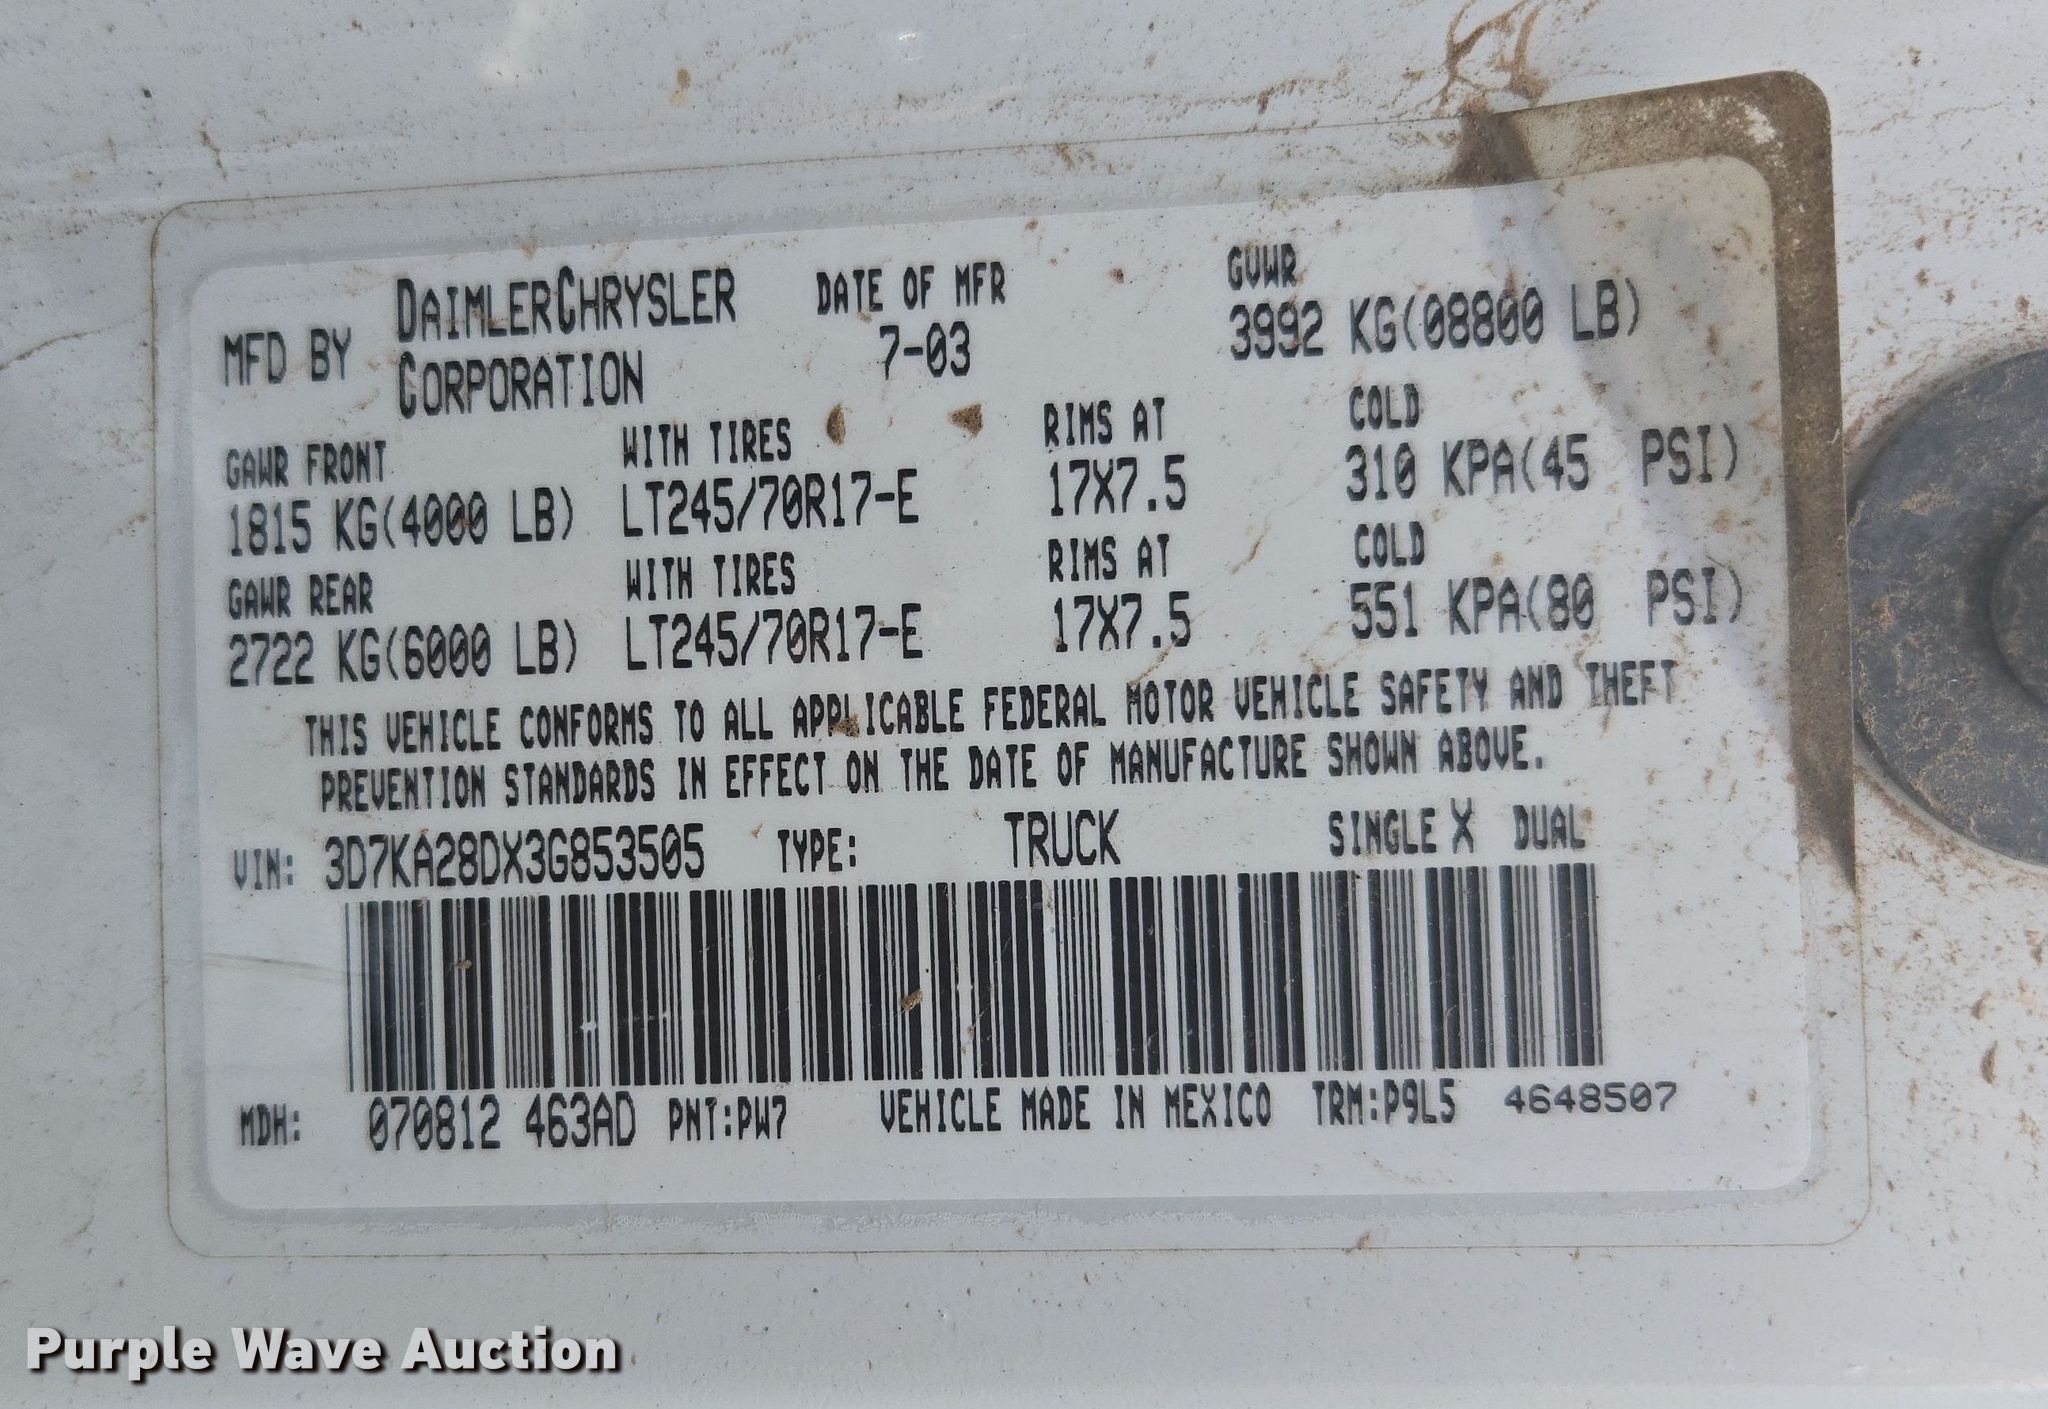 MFD BY DAIMLERCHRYSLER CORPORATION DATE OF MFR 7-03 GVWR 3992 KG(08800 LB)
GAWR FRONT WITH TIRES RIMS AT COLD
1815 KG(4000 LB) LT245/70R17-E 17X7.5 310 KPA(45 PSI)
GAWR REAR WITH TIRES RIMS AT COLD
2722 KG(6000 LB) LT245/70R17-E 17X7.5 551 KPA(80 PSI)
THIS VEHICLE CONFORMS TO ALL APPLICABLE FEDERAL MOTOR VEHICLE SAFETY AND THEFT
PREVENTION STANDARDS IN EFFECT ON THE DATE OF MANUFACTURE SHOWN ABOVE.
VIN: 3D7KA28DX3G853505 TYPE: TRUCK SINGLE X DUAL
MDH: 070812 463AD PNT:PW7 VEHICLE MADE IN MEXICO TRM:P9L5 4648507
Purple Wave Auction